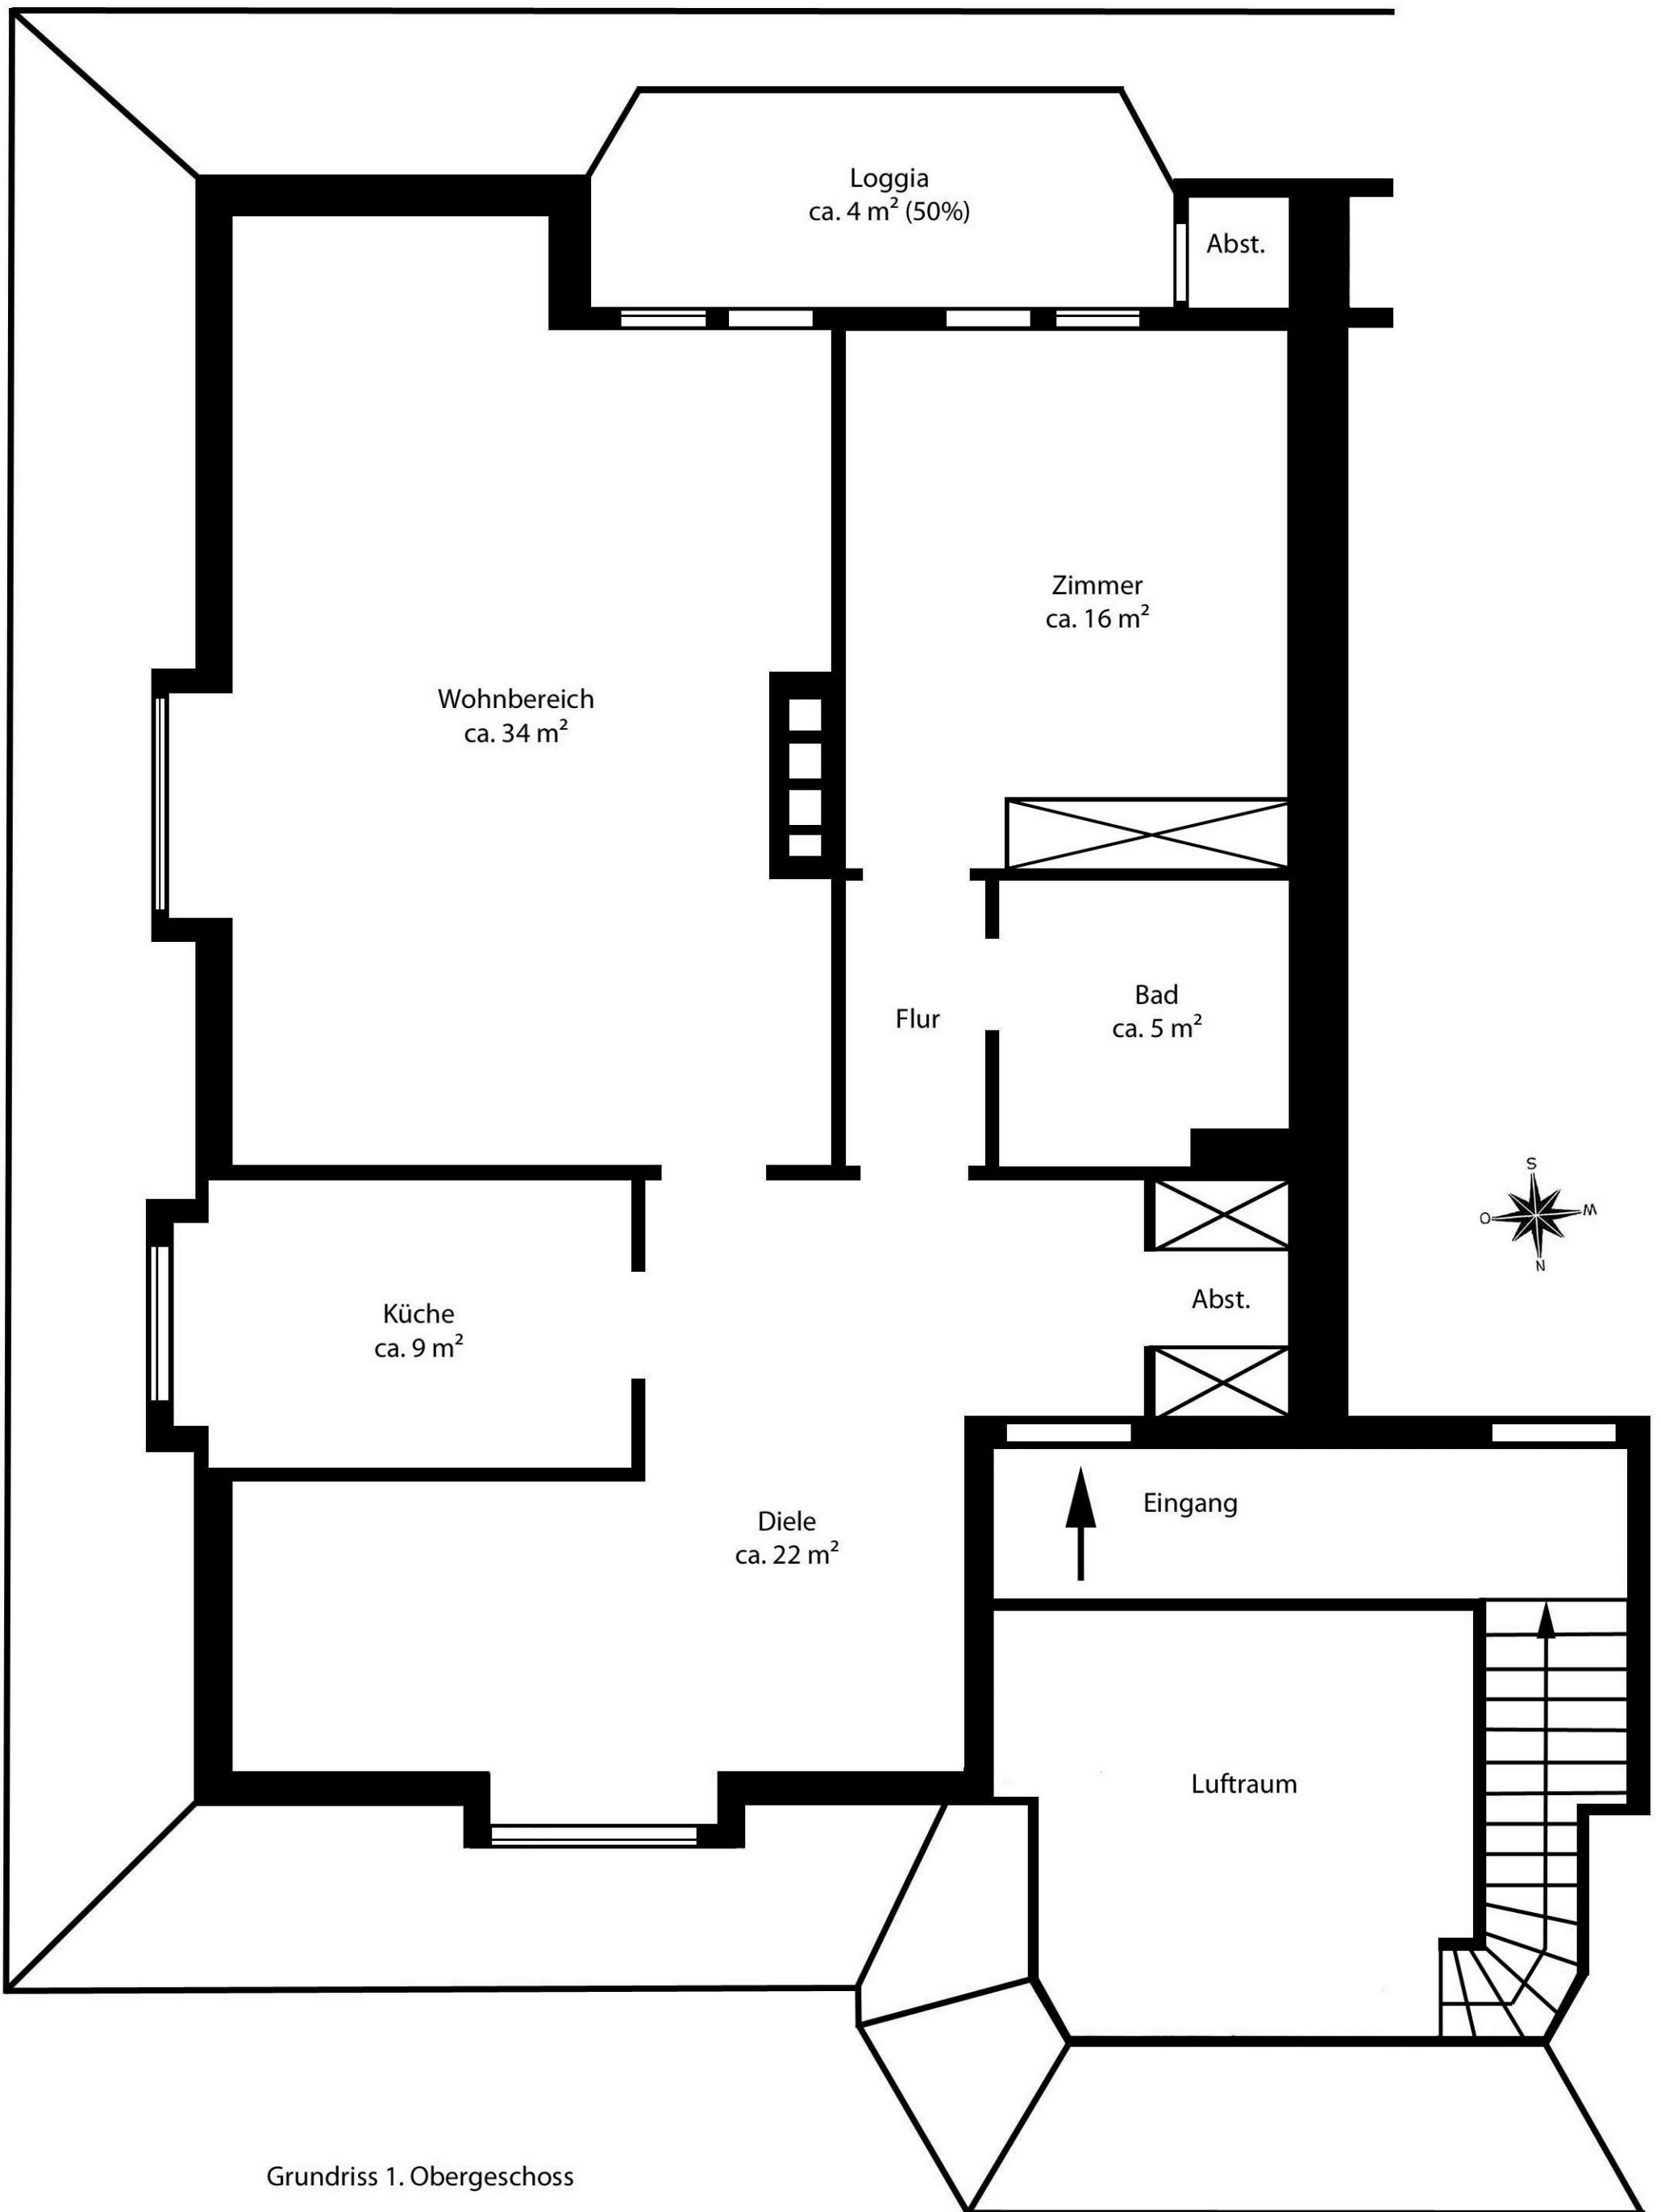 Loggia
ca. 4 m² (50%)
Abst.
Zimmer
ca. 16 m²
Wohnbereich
ca. 34 m²
Bad
ca. 5 m²
Flur
S
O
W
N
Abst.
Küche
ca. 9 m²
Eingang
Diele
ca. 22 m²
Luftraum
Grundriss 1. Obergeschoss